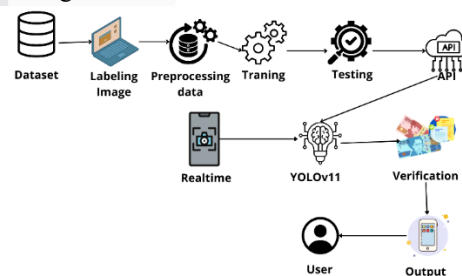 Dataset
Labeling Image
Preprocessing data
Traning
Testing
API
API
Realtime
YOLOv11
Verification
User
Output